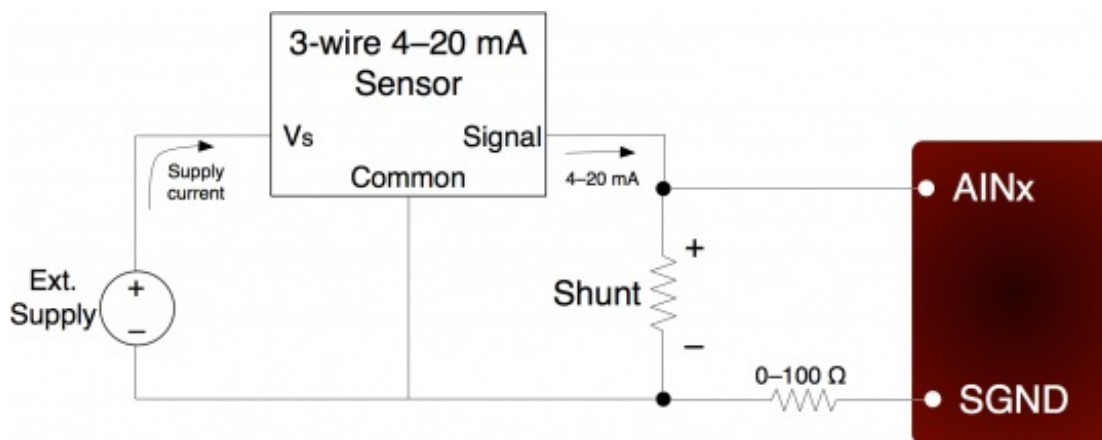 3-wire 4–20 mA
Sensor
Vs
Signal
Common
Supply
current
4–20 mA
AINx
Ext.
Supply
+
−
Shunt
+
−
0–100 Ω
SGND